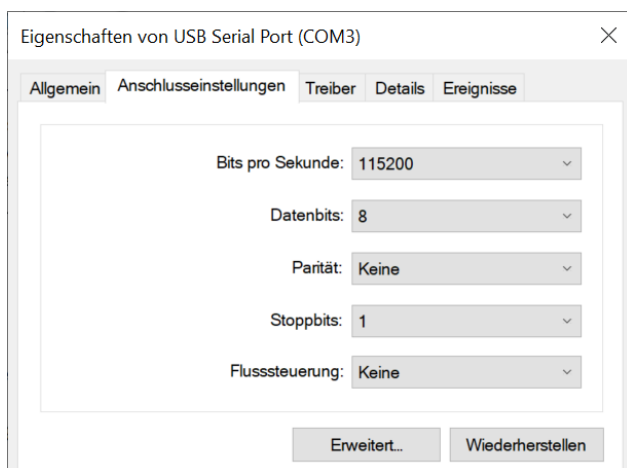 Eigenschaften von USB Serial Port (COM3)
Allgemein Anschlusseinstellungen Treiber Details Ereignisse
Bits pro Sekunde: 115200
Datenbits: 8
Parität: Keine
Stoppbits: 1
Flusssteuerung: Keine
Erweitert... Wiederherstellen